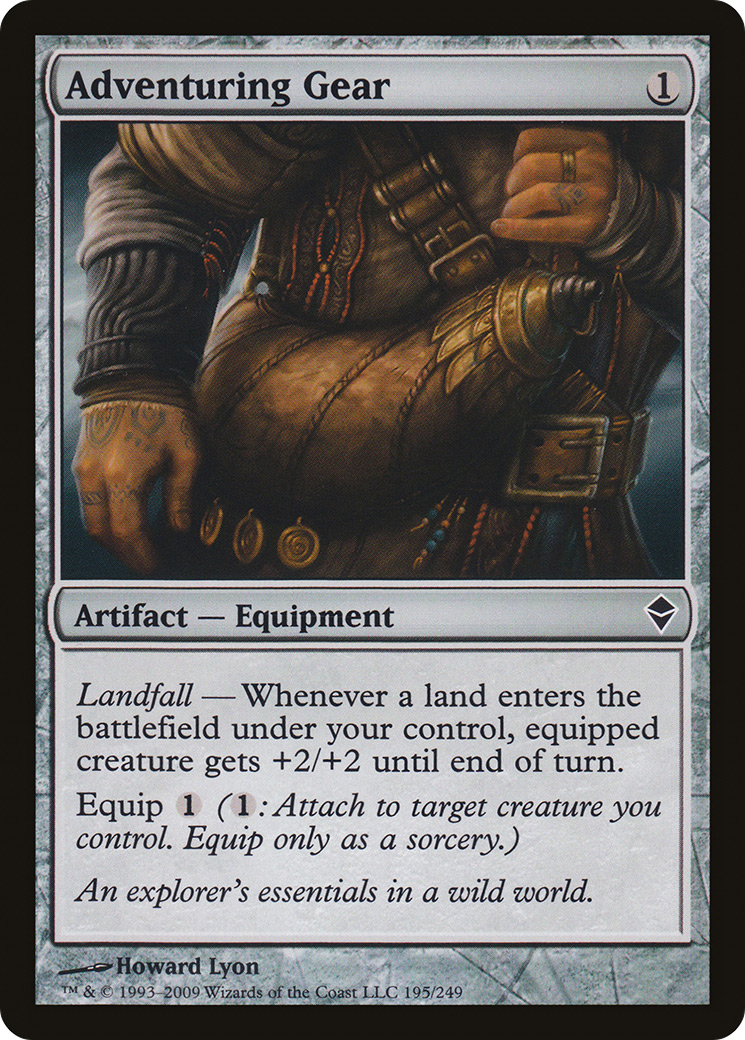 Adventuring Gear 1
Artifact — Equipment
Landfall — Whenever a land enters the
battlefield under your control, equipped
creature gets +2/+2 until end of turn.
Equip 1 (1: Attach to target creature you
control. Equip only as a sorcery.)
An explorer's essentials in a wild world.
Howard Lyon
™ & © 1993–2009 Wizards of the Coast LLC 195/249